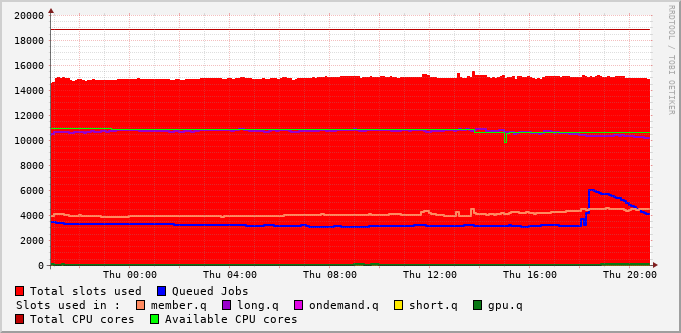 20000
18000
16000
14000
12000
10000
8000
6000
4000
2000
0
Thu 00:00 Thu 04:00 Thu 08:00 Thu 12:00 Thu 16:00 Thu 20:00
Total slots used Queued Jobs
Slots used in : member.q long.q ondemand.q short.q gpu.q
Total CPU cores Available CPU cores
RRDTOOL / TOBI OETIKER